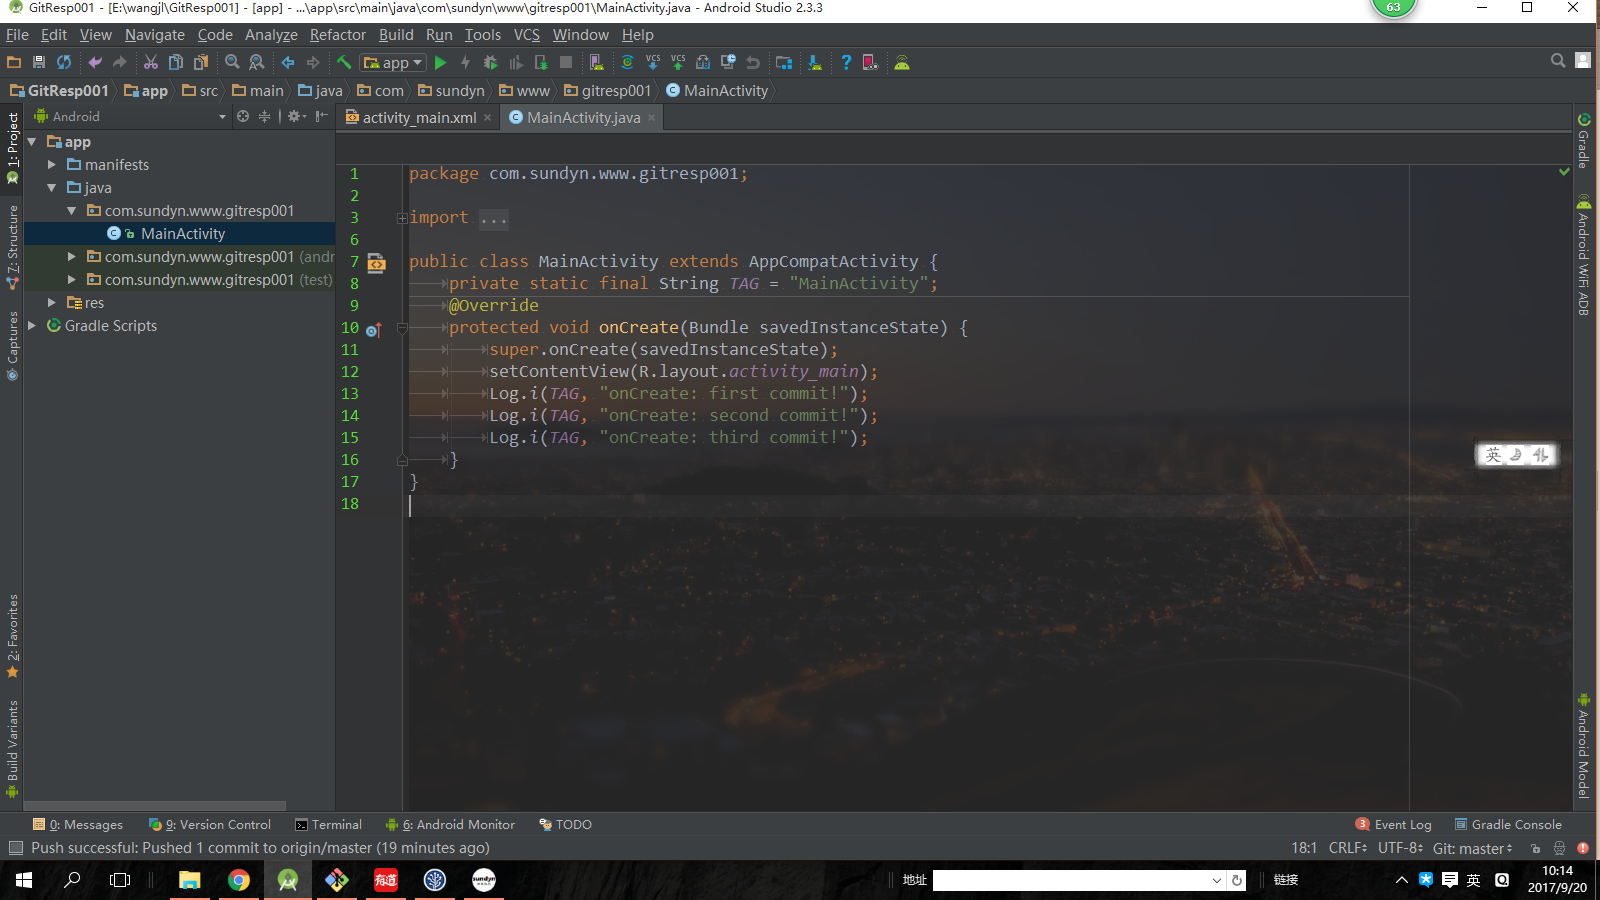 GitResp001 - [E:\wangjl\GitResp001] - [app] - ...\app\src\main\java\com\sundyn\www\gitresp001\MainActivity.java - Android Studio 2.3.3
63
File Edit View Navigate Code Analyze Refactor Build Run Tools VCS Window Help
app
VCS VCS
GitResp001 app src main java com sundyn www gitresp001 MainActivity
Android
activity_main.xml MainActivity.java
1: Project
7: Structure
Captures
2: Favorites
Build Variants
app
manifests
java
com.sundyn.www.gitresp001
MainActivity
com.sundyn.www.gitresp001 (andr
com.sundyn.www.gitresp001 (test)
res
Gradle Scripts
1 package com.sundyn.www.gitresp001;
2
3 import ...
6
7 public class MainActivity extends AppCompatActivity {
8 private static final String TAG = "MainActivity";
9 @Override
10 protected void onCreate(Bundle savedInstanceState) {
11 super.onCreate(savedInstanceState);
12 setContentView(R.layout.activity_main);
13 Log.i(TAG, "onCreate: first commit!");
14 Log.i(TAG, "onCreate: second commit!");
15 Log.i(TAG, "onCreate: third commit!");
16 }
17 }
18
英
Gradle
Android WiFi ADB
Android Model
0: Messages 9: Version Control Terminal 6: Android Monitor TODO 3 Event Log Gradle Console
Push successful: Pushed 1 commit to origin/master (19 minutes ago) 18:1 CRLF UTF-8 Git: master
有道
sundyn
地址
链接
英
10:14
2017/9/20